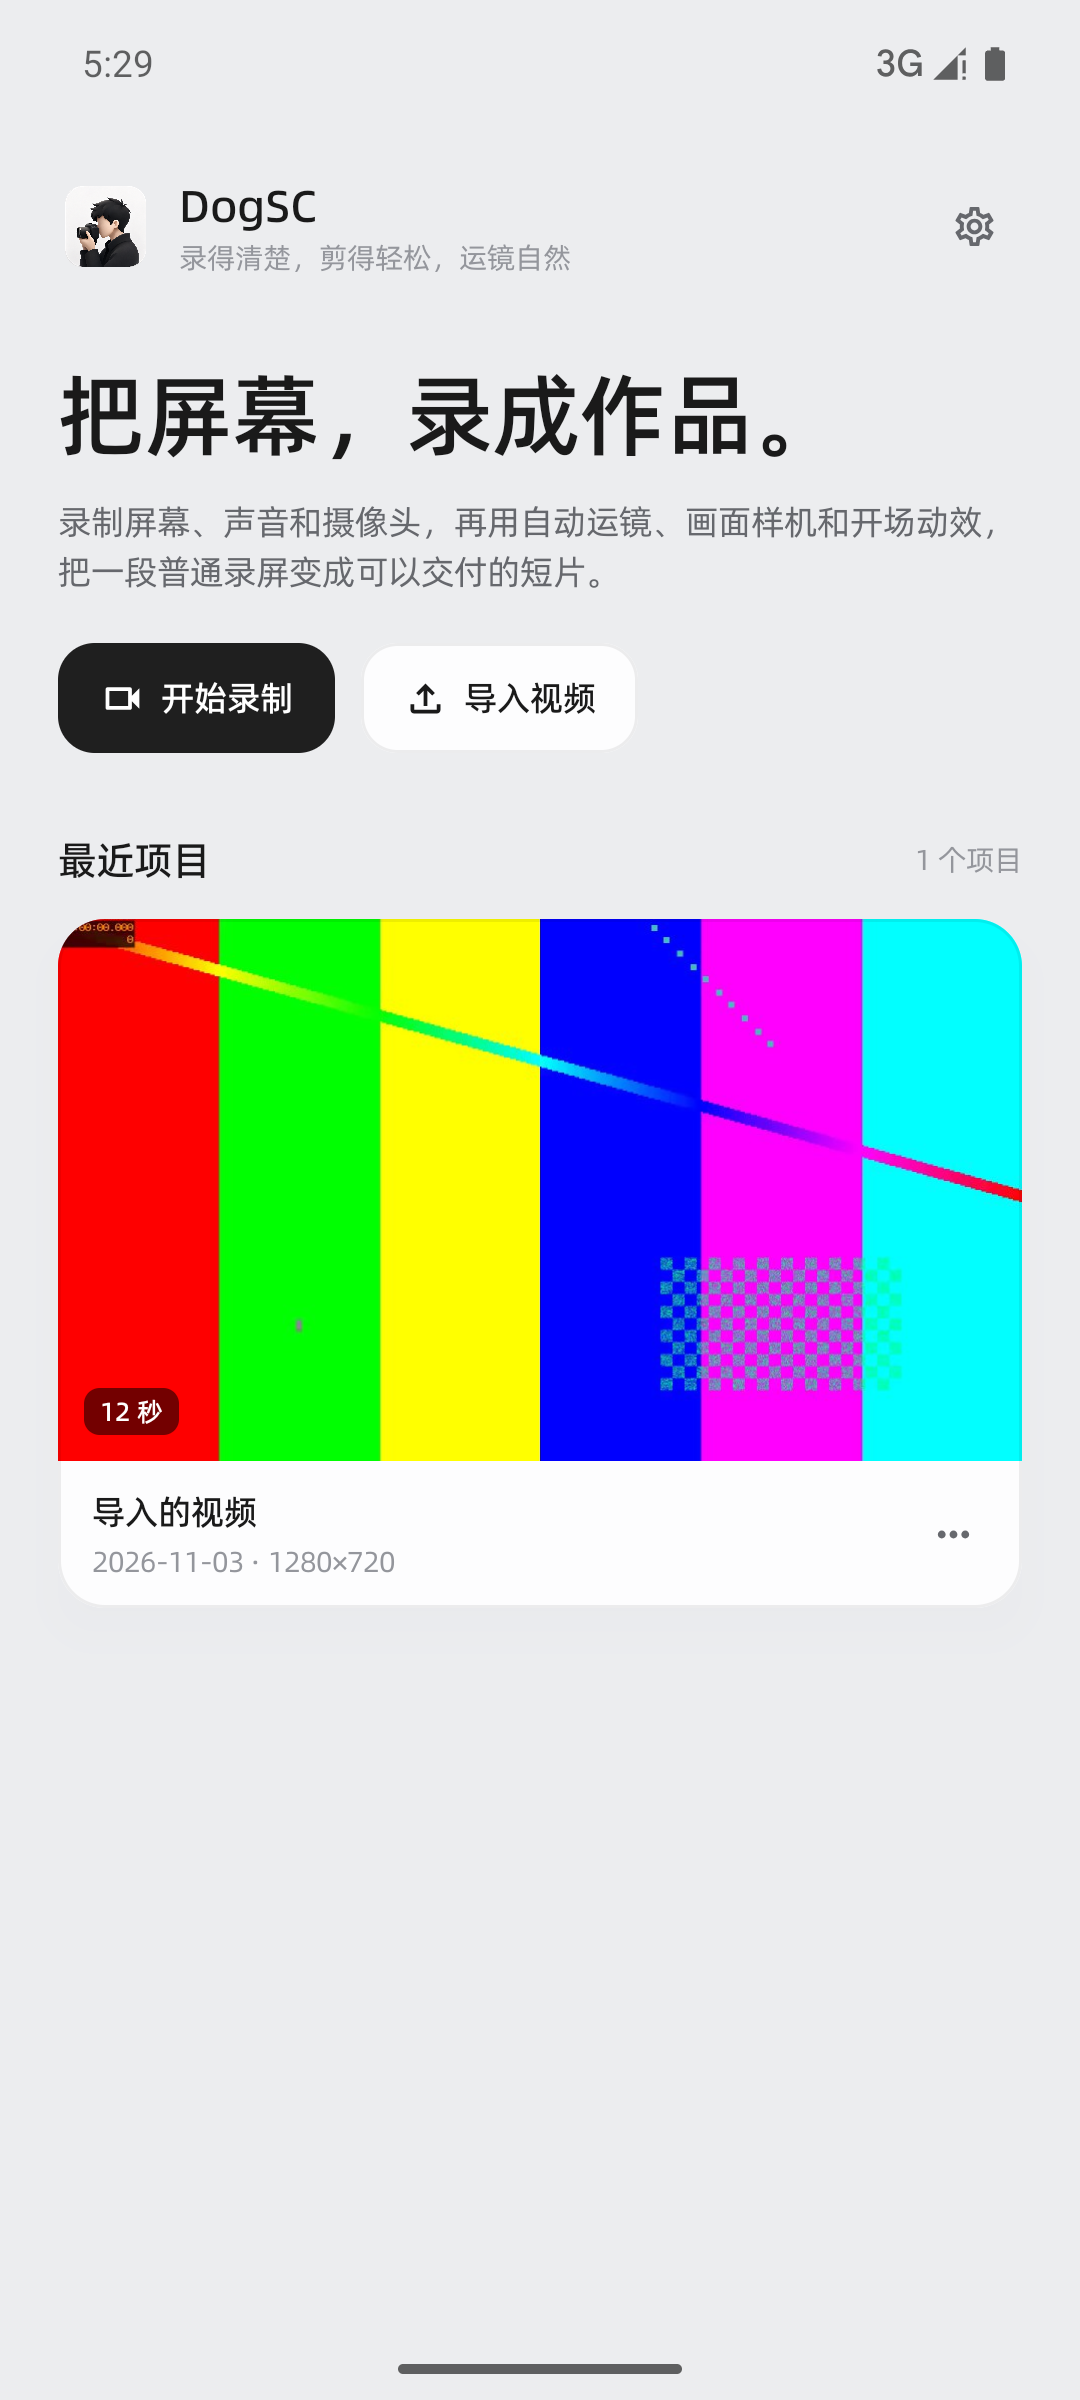 5:29
3G
DogSC
录得清楚，剪得轻松，运镜自然
把屏幕，录成作品。
录制屏幕、声音和摄像头，再用自动运镜、画面样机和开场动效，
把一段普通录屏变成可以交付的短片。
开始录制
导入视频
最近项目
1 个项目
:00:00.000
0
12 秒
导入的视频
2026-11-03 · 1280×720